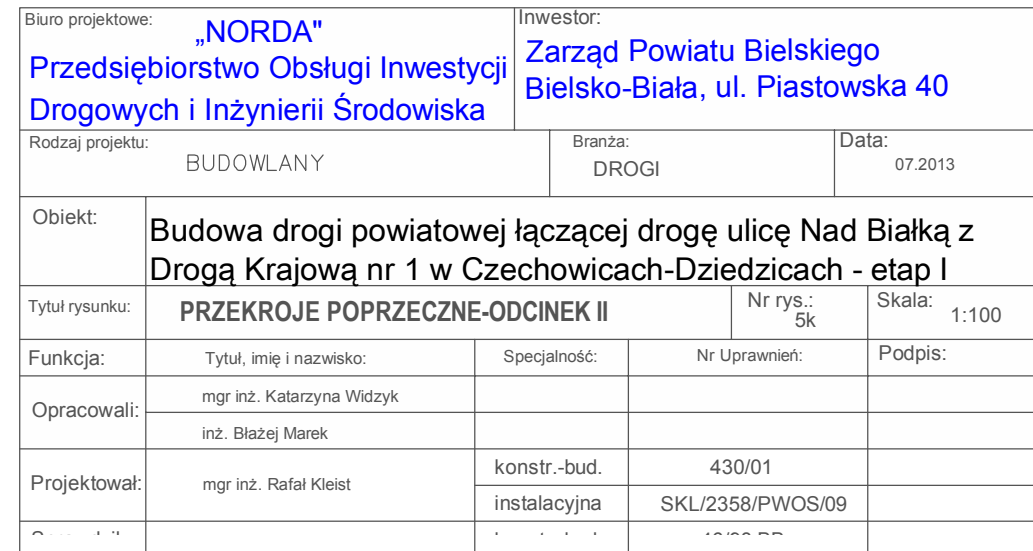 Biuro projektowe:
„NORDA"
Przedsiębiorstwo Obsługi Inwestycji
Drogowych i Inżynierii Środowiska
Inwestor:
Zarząd Powiatu Bielskiego
Bielsko-Biała, ul. Piastowska 40
Rodzaj projektu:
BUDOWLANY
Branża:
DROGI
Data:
07.2013
Obiekt:
Budowa drogi powiatowej łączącej drogę ulicę Nad Białką z
Drogą Krajową nr 1 w Czechowicach-Dziedzicach - etap I
Tytuł rysunku:
PRZEKROJE POPRZECZNE-ODCINEK II
Nr rys.:
5k
Skala:
1:100
Funkcja:
Tytuł, imię i nazwisko:
Specjalność:
Nr Uprawnień:
Podpis:
Opracowali:
mgr inż. Katarzyna Widzyk
inż. Błażej Marek
Projektował:
mgr inż. Rafał Kleist
konstr.-bud.
430/01
instalacyjna
SKL/2358/PWOS/09